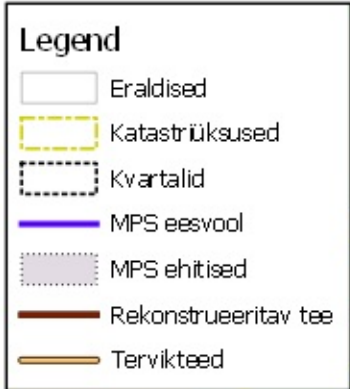 Legend
Eraldised
Katastriüksused
Kvartalid
MPS eesvool
MPS ehitised
Rekonstrueeritav tee
Tervikteed